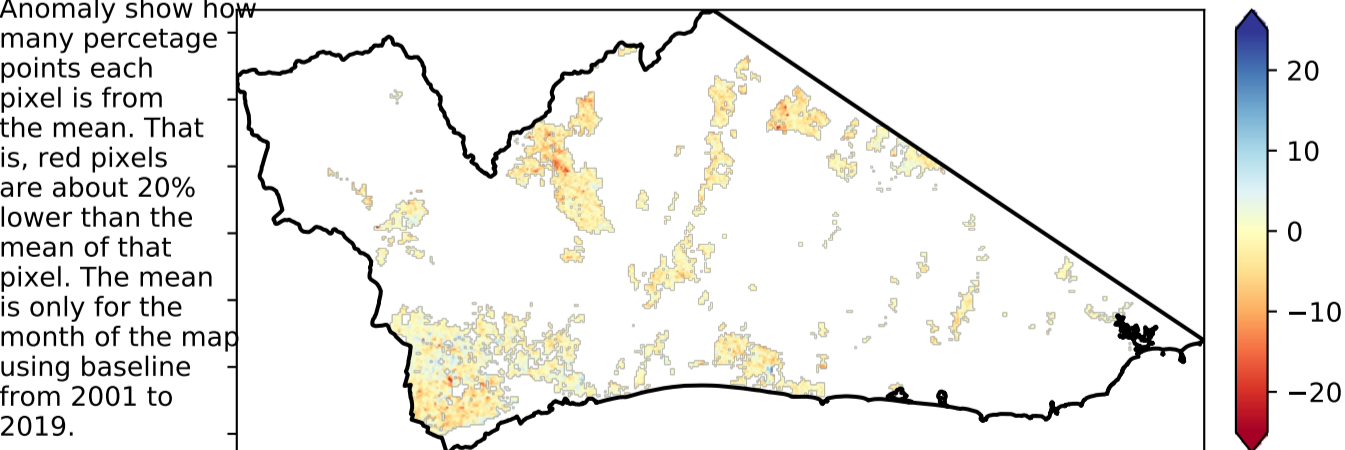 Anomaly show how
many percetage
points each
pixel is from
the mean. That
is, red pixels
are about 20%
lower than the
mean of that
pixel. The mean
is only for the
month of the map
using baseline
from 2001 to
2019.
20
10
0
−10
−20